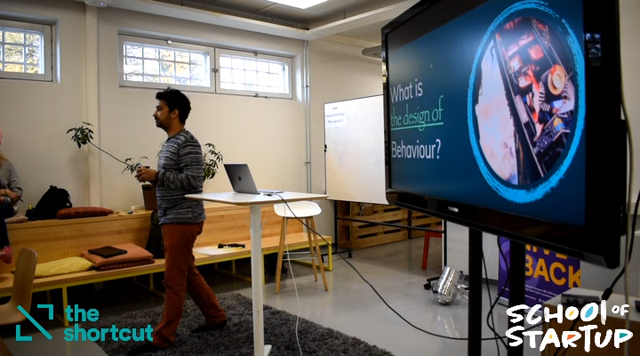 What is
the design of
Behaviour?
BACK
the
shortcut
SCHOOL OF
STARTUP